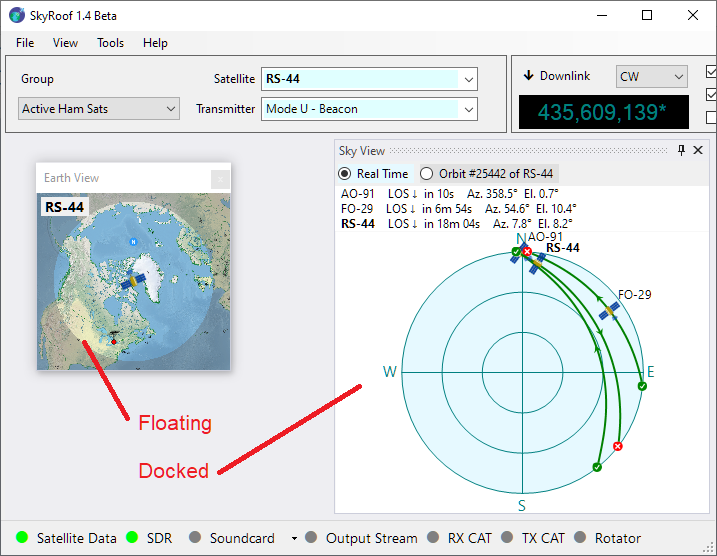 SkyRoof 1.4 Beta
File View Tools Help
Group
Satellite RS-44
Active Ham Sats
Transmitter Mode U - Beacon
Downlink CW
435,609,139*
Earth View
RS-44
Sky View
Real Time Orbit #25442 of RS-44
AO-91 LOS↓ in 10s Az. 358.5° El. 0.7°
FO-29 LOS↓ in 6m 54s Az. 54.6° El. 10.4°
RS-44 LOS↓ in 18m 04s Az. 7.8° El. 8.2°
N
AO-91
RS-44
FO-29
W
E
S
Floating
Docked
Satellite Data SDR Soundcard Output Stream RX CAT TX CAT Rotator